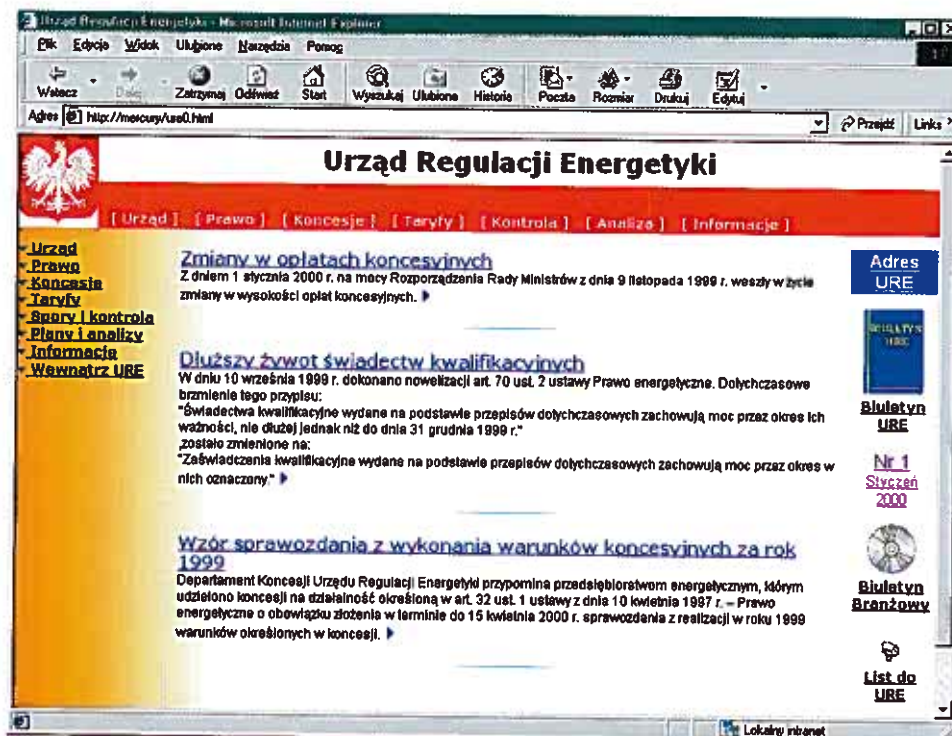 Urząd Regulacji Energetyki - Microsoft Internet Explorer
Plik Edycja Widok Ulubione Narzędzia Pomoc
Wstecz Dalej Zatrzymaj Odśwież Start Wyszukaj Ulubione Historia Poczta Rozmiar Drukuj Edytuj
Adres http://mercury/ure0.html Przejdź Links
Urząd Regulacji Energetyki
[ Urząd ] [ Prawo ] [ Koncesje ] [ Taryfy ] [ Kontrola ] [ Analiza ] [ Informacje ]
Urząd
Prawo
Koncesje
Taryfy
Spory i kontrola
Plany i analizy
Informacje
Wewnątrz URE
Zmiany w opłatach koncesyjnych
Z dniem 1 stycznia 2000 r. na mocy Rozporządzenia Rady Ministrów z dnia 9 listopada 1999 r. weszły w życie
zmiany w wysokości opłat koncesyjnych.
Dłuższy żywot świadectw kwalifikacyjnych
W dniu 10 września 1999 r. dokonano nowelizacji art. 70 ust. 2 ustawy Prawo energetyczne. Dotychczasowe
brzmienie tego przypisu:
"Świadectwa kwalifikacyjne wydane na podstawie przepisów dotychczasowych zachowują moc przez okres ich
ważności, nie dłużej jednak niż do dnia 31 grudnia 1999 r."
,zostało zmienione na:
"Zaświadczenia kwalifikacyjne wydane na podstawie przepisów dotychczasowych zachowują moc przez okres w
nich oznaczony."
Wzór sprawozdania z wykonania warunków koncesyjnych za rok
1999
Departament Koncesji Urzędu Regulacji Energetyki przypomina przedsiębiorstwom energetycznym, którym
udzielono koncesji na działalność określoną w art. 32 ust. 1 ustawy z dnia 10 kwietnia 1997 r. – Prawo
energetyczne o obowiązku złożenia w terminie do 15 kwietnia 2000 r. sprawozdania z realizacji w roku 1999
warunków określonych w koncesji.
Adres
URE
BIULETYN
URE
Biuletyn
URE
Nr 1
Styczeń
2000
Biuletyn
Branżowy
List do
URE
Lokalny intranet